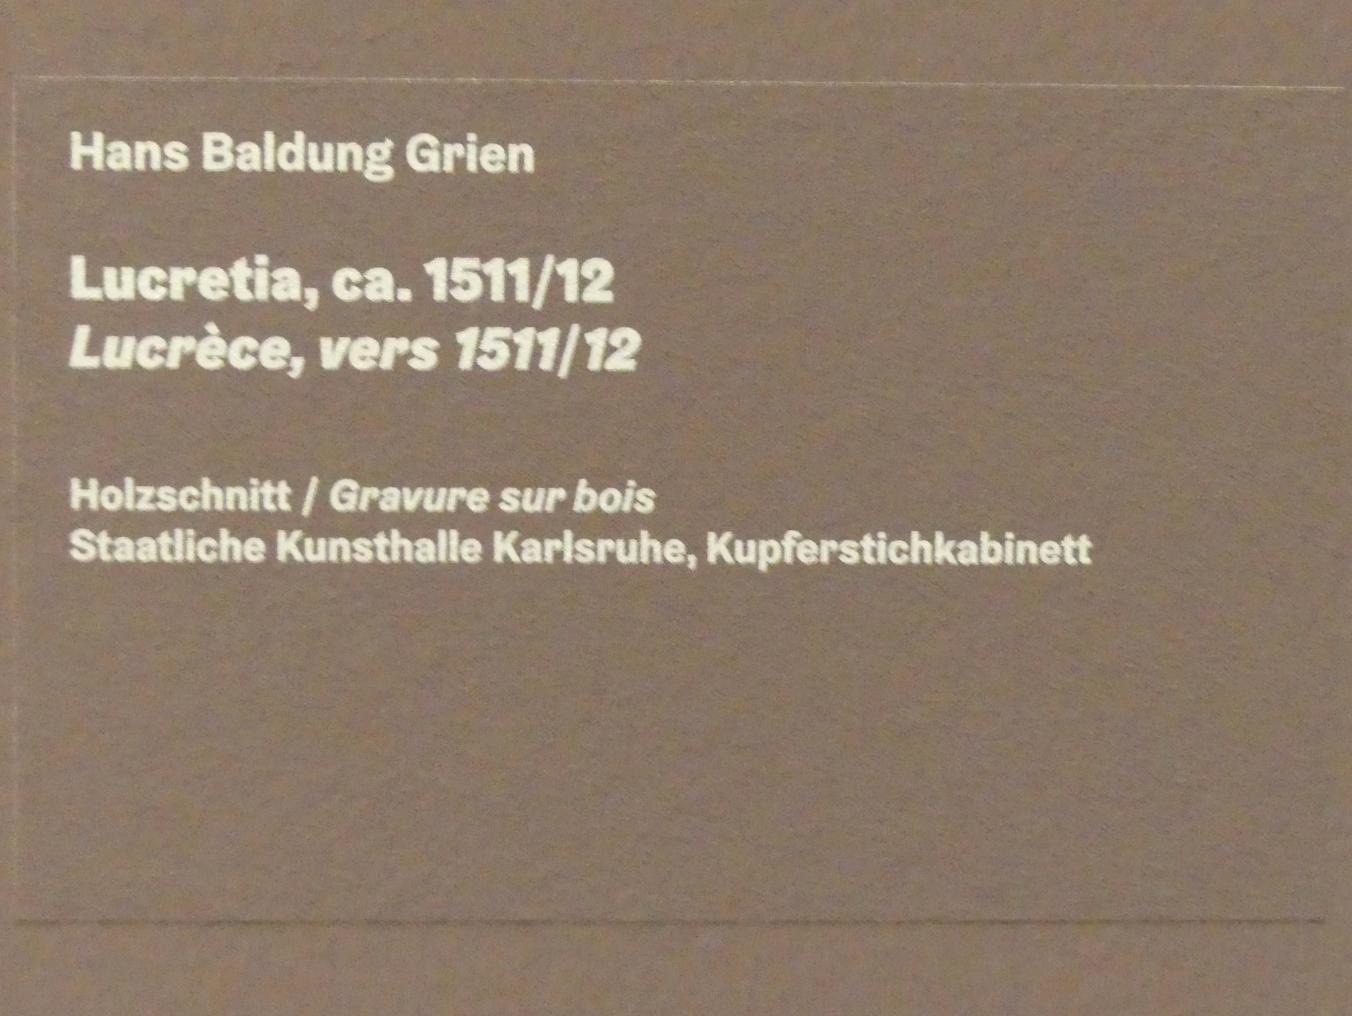 Hans Baldung Grien
Lucretia, ca. 1511/12
Lucrèce, vers 1511/12
Holzschnitt / Gravure sur bois
Staatliche Kunsthalle Karlsruhe, Kupferstichkabinett